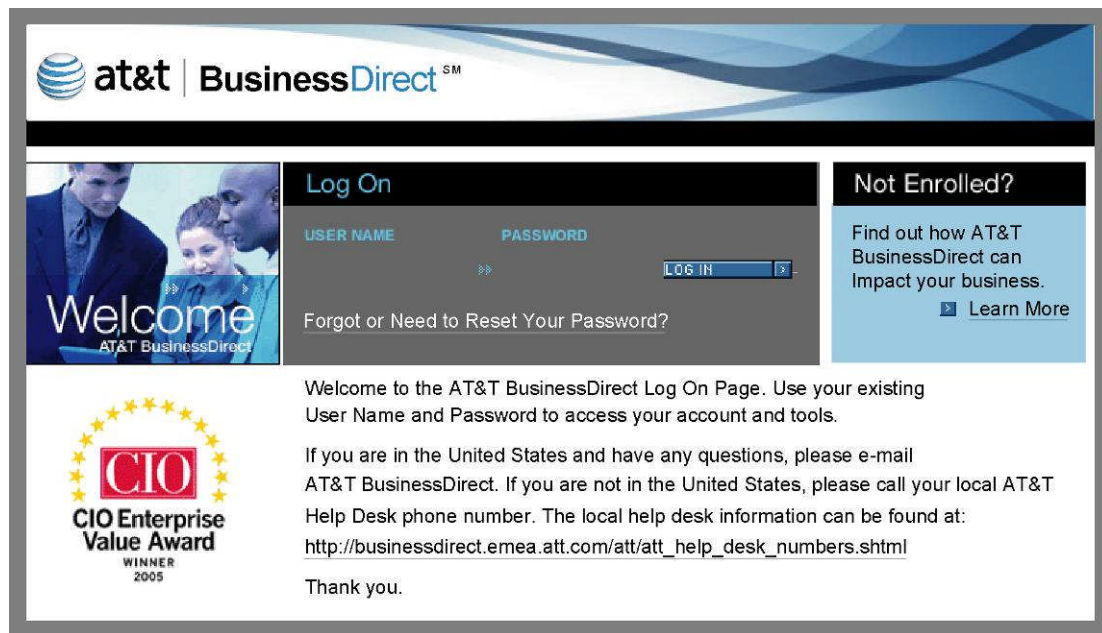 at&t | BusinessDirect SM
Log On
Not Enrolled?
USER NAME PASSWORD
LOG IN
Forgot or Need to Reset Your Password?
Find out how AT&T
BusinessDirect can
Impact your business.
Learn More
Welcome
AT&T BusinessDirect
Welcome to the AT&T BusinessDirect Log On Page. Use your existing
User Name and Password to access your account and tools.
If you are in the United States and have any questions, please e-mail
AT&T BusinessDirect. If you are not in the United States, please call your local AT&T
Help Desk phone number. The local help desk information can be found at:
http://businessdirect.emea.att.com/att/att_help_desk_numbers.shtml
Thank you.
CIO
CIO Enterprise
Value Award
WINNER
2005